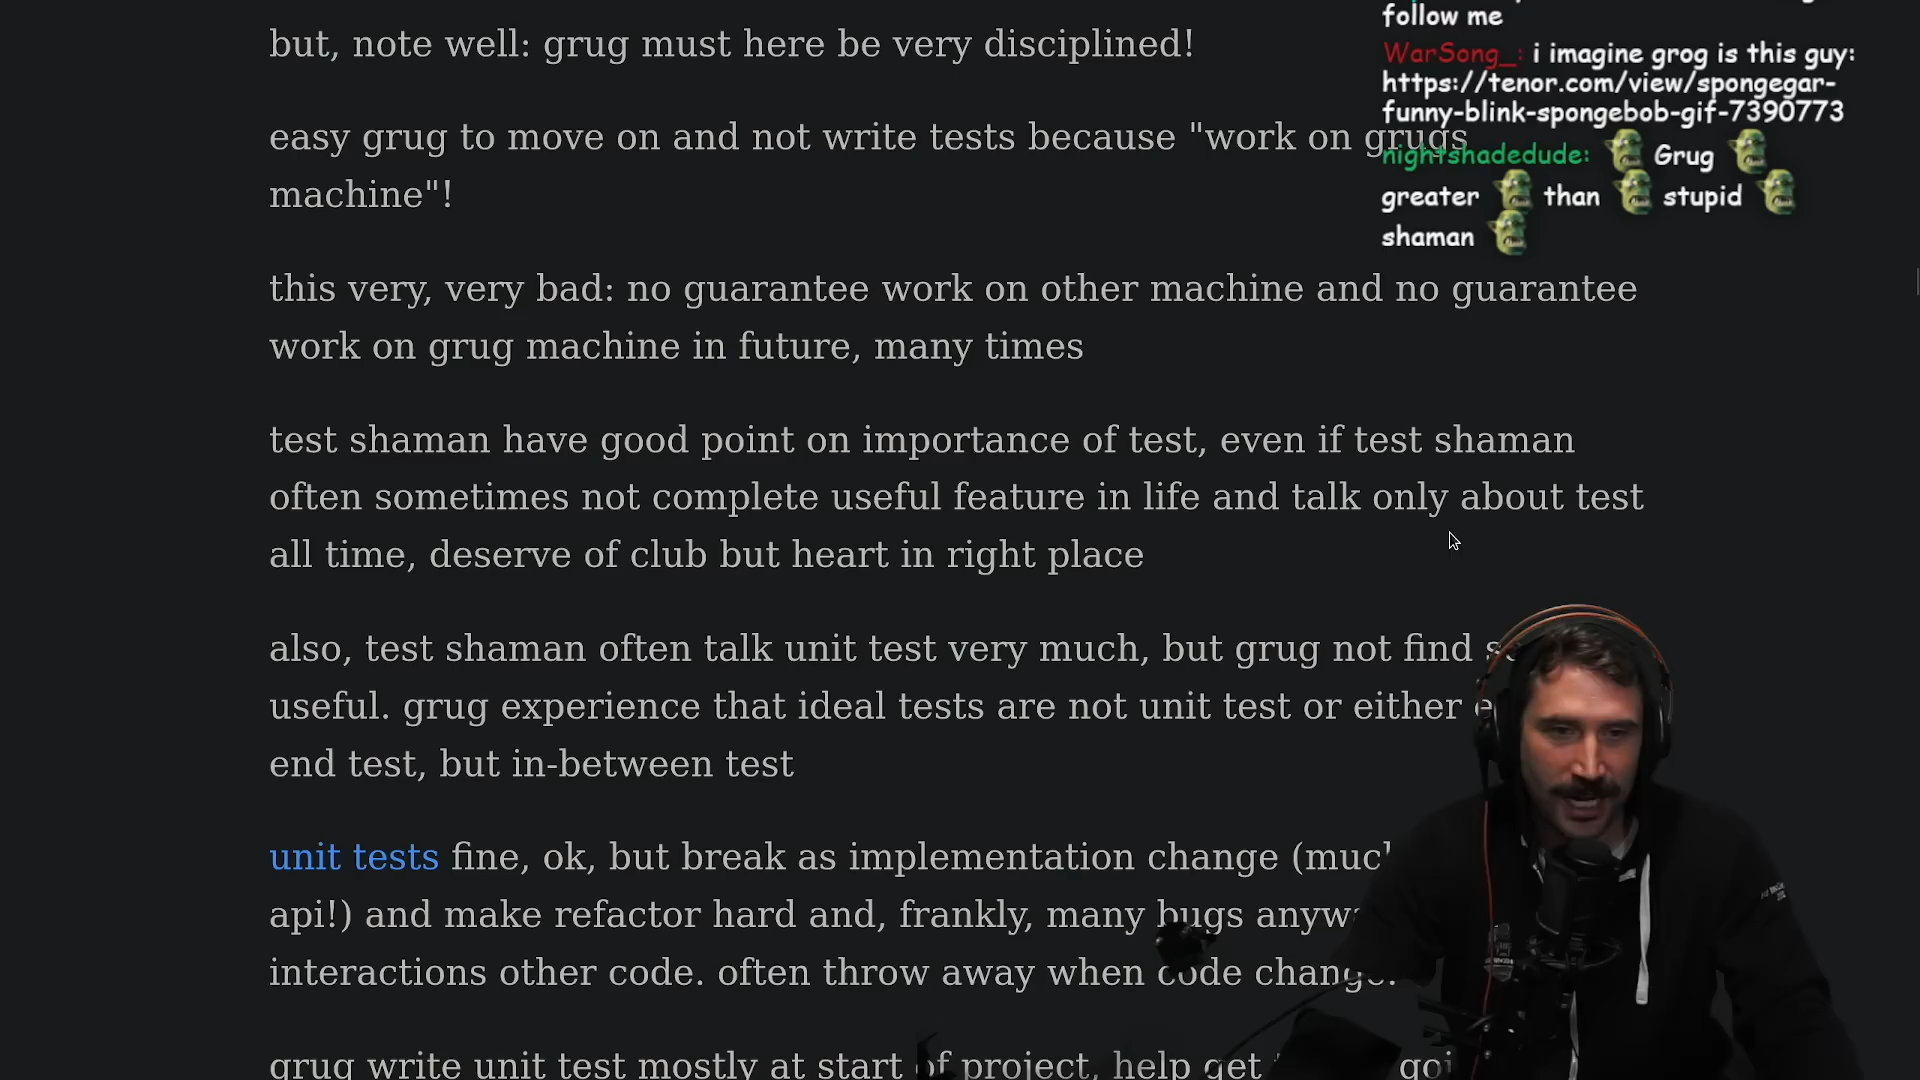 but, note well: grug must here be very disciplined!
easy grug to move on and not write tests because "work on grugs
machine"!
this very, very bad: no guarantee work on other machine and no guarantee
work on grug machine in future, many times
test shaman have good point on importance of test, even if test shaman
often sometimes not complete useful feature in life and talk only about test
all time, deserve of club but heart in right place
also, test shaman often talk unit test very much, but grug not find
useful. grug experience that ideal tests are not unit test or either
end test, but in-between test
unit tests fine, ok, but break as implementation change (much
api!) and make refactor hard and, frankly, many bugs anyway
interactions other code. often throw away when code change.
grug write unit test mostly at start of project, help get
follow me
WarSong_: i imagine grog is this guy:
https://tenor.com/view/spongegar-
funny-blink-spongebob-gif-7390773
nightshadedude: Grug
greater than stupid
shaman